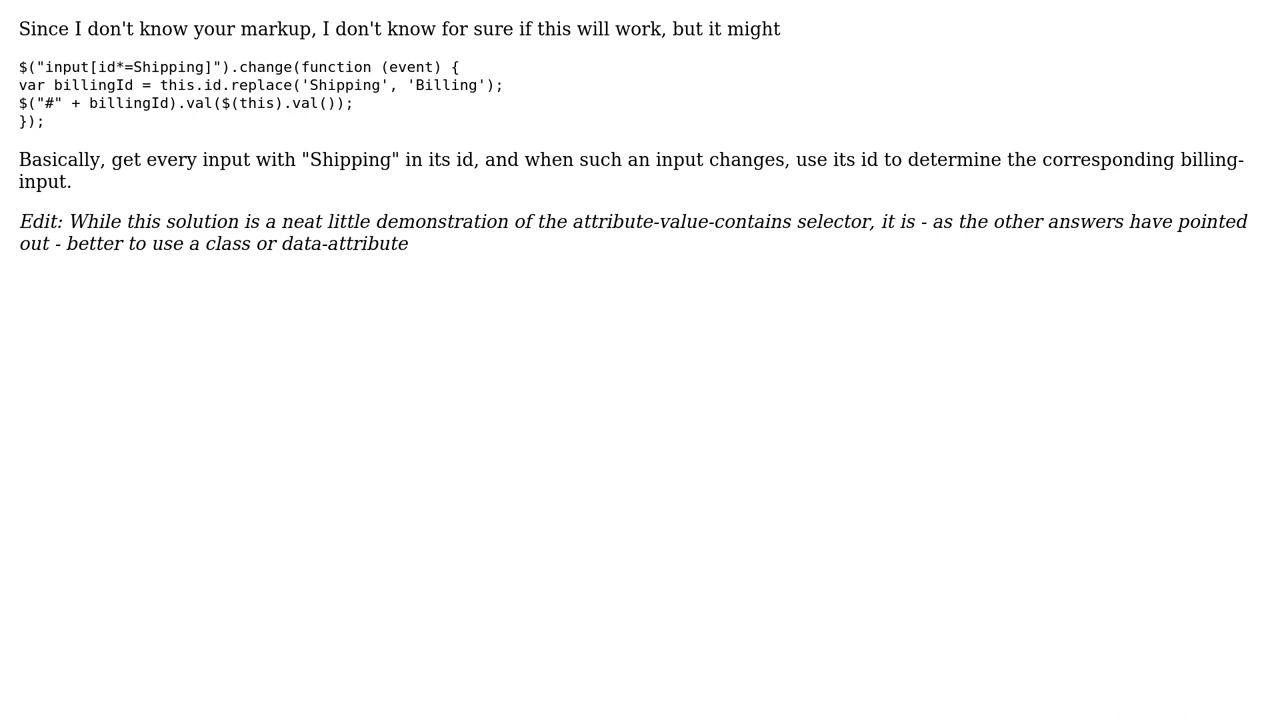 Since I don't know your markup, I don't know for sure if this will work, but it might
$("input[id*=Shipping]").change(function (event) {
var billingId = this.id.replace('Shipping', 'Billing');
$("#" + billingId).val($(this).val());
});
Basically, get every input with "Shipping" in its id, and when such an input changes, use its id to determine the corresponding billing-
input.
Edit: While this solution is a neat little demonstration of the attribute-value-contains selector, it is - as the other answers have pointed
out - better to use a class or data-attribute